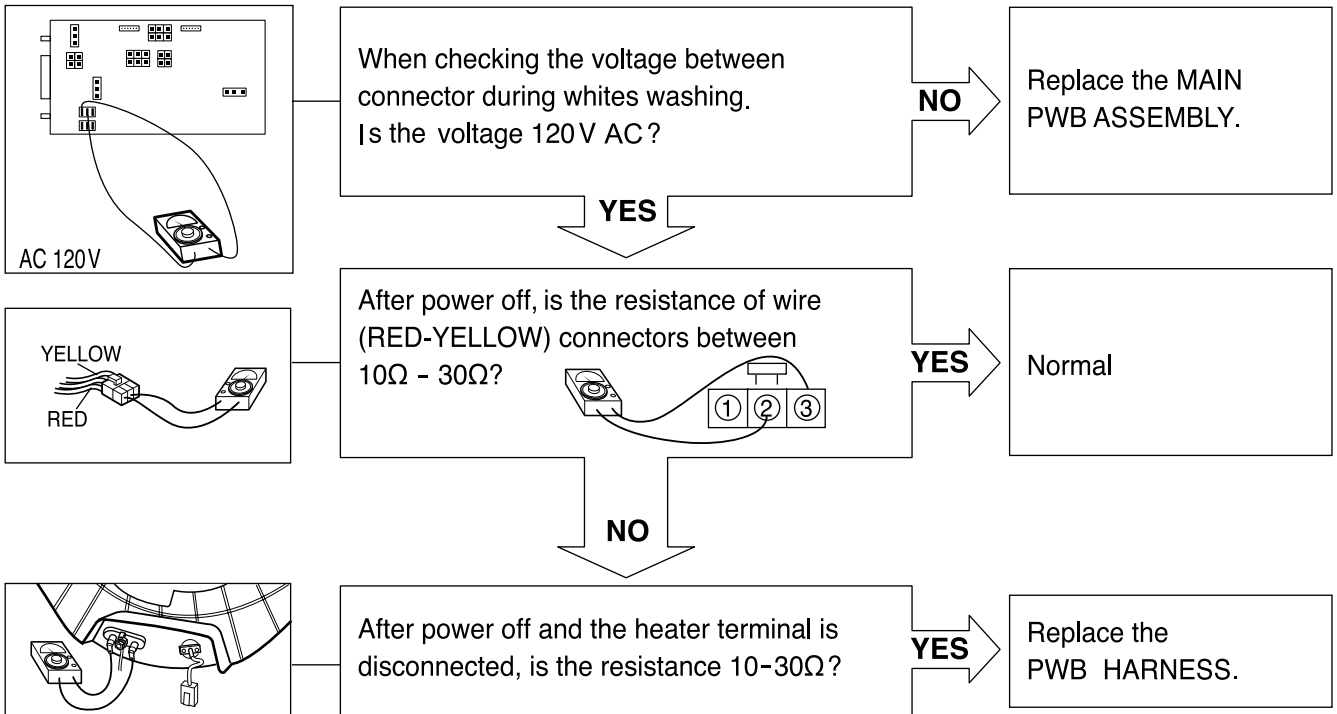 AC 120V
When checking the voltage between
connector during whites washing.
Is the voltage 120V AC?
NO
Replace the MAIN
PWB ASSEMBLY.
YES
YELLOW
RED
After power off, is the resistance of wire
(RED-YELLOW) connectors between
10Ω - 30Ω?
① ② ③
YES
Normal
NO
After power off and the heater terminal is
disconnected, is the resistance 10-30Ω?
YES
Replace the
PWB HARNESS.